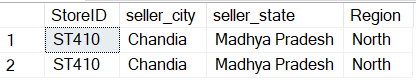 StoreID seller_city seller_state Region
1 ST410 Chandia Madhya Pradesh North
2 ST410 Chandia Madhya Pradesh North